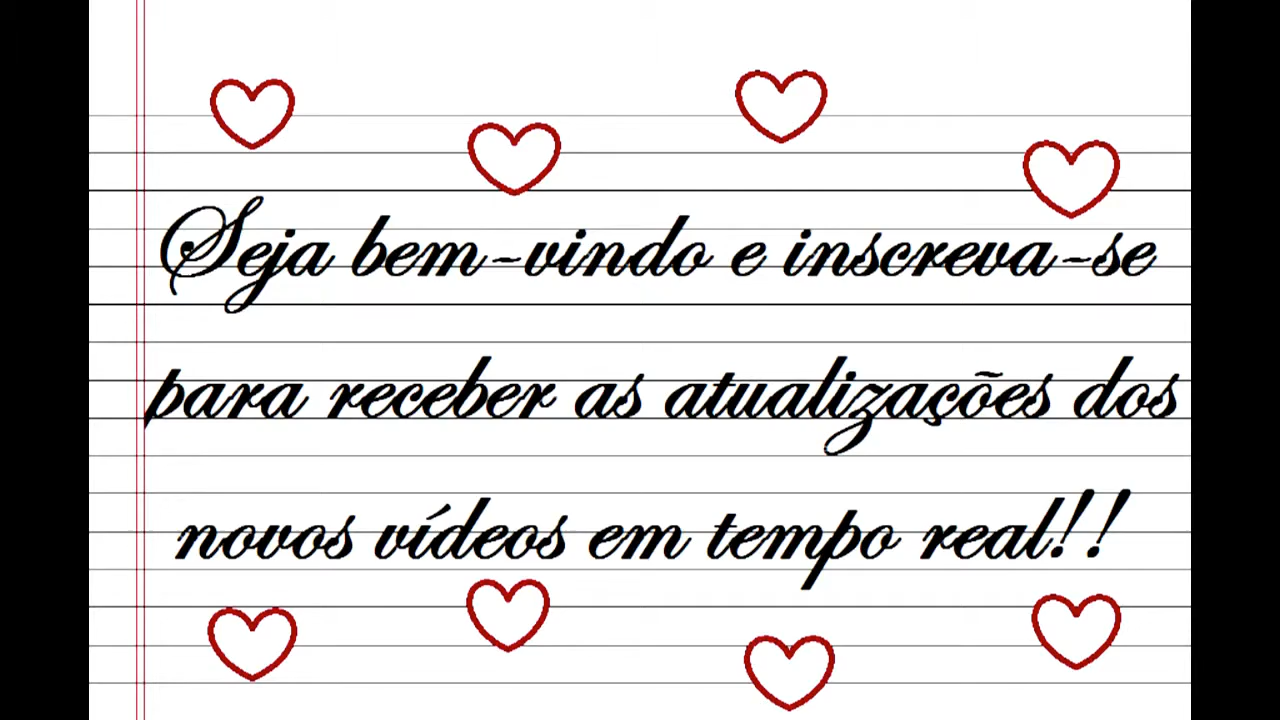 Seja bem-vindo e inscreva-se
para receber as atualizações dos
novos vídeos em tempo real!!